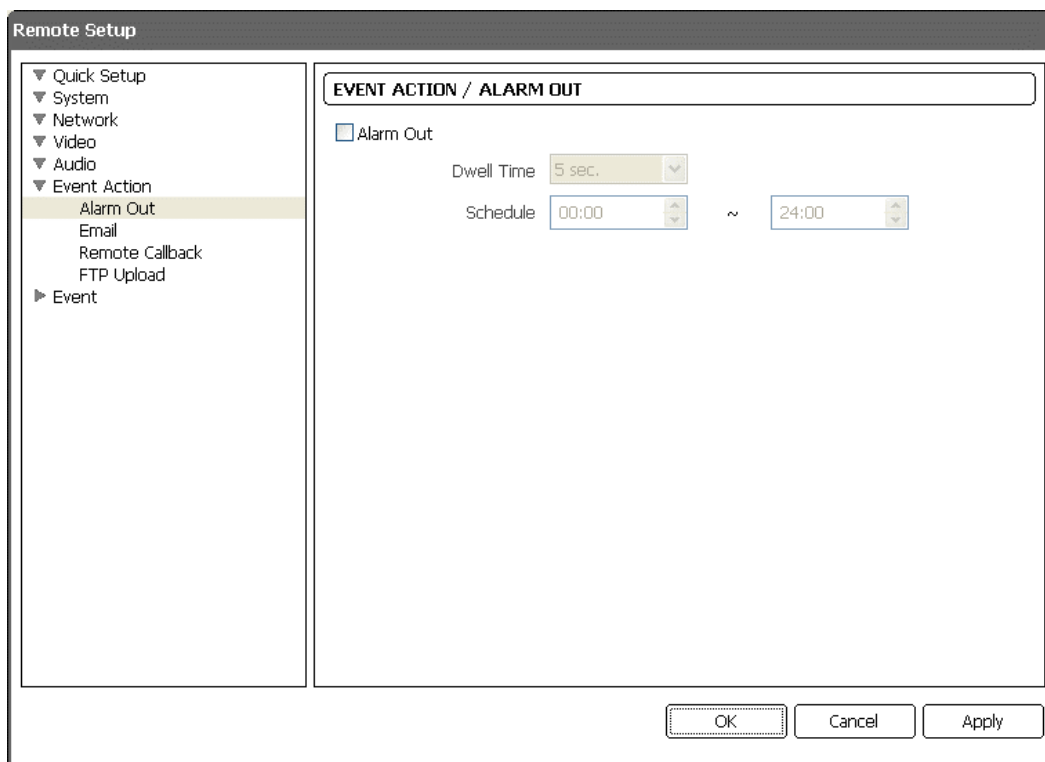 Remote Setup
Quick Setup
System
Network
Video
Audio
Event Action
Alarm Out
Email
Remote Callback
FTP Upload
Event
EVENT ACTION / ALARM OUT
Alarm Out
Dwell Time 5 sec.
Schedule 00:00 ~ 24:00
OK Cancel Apply